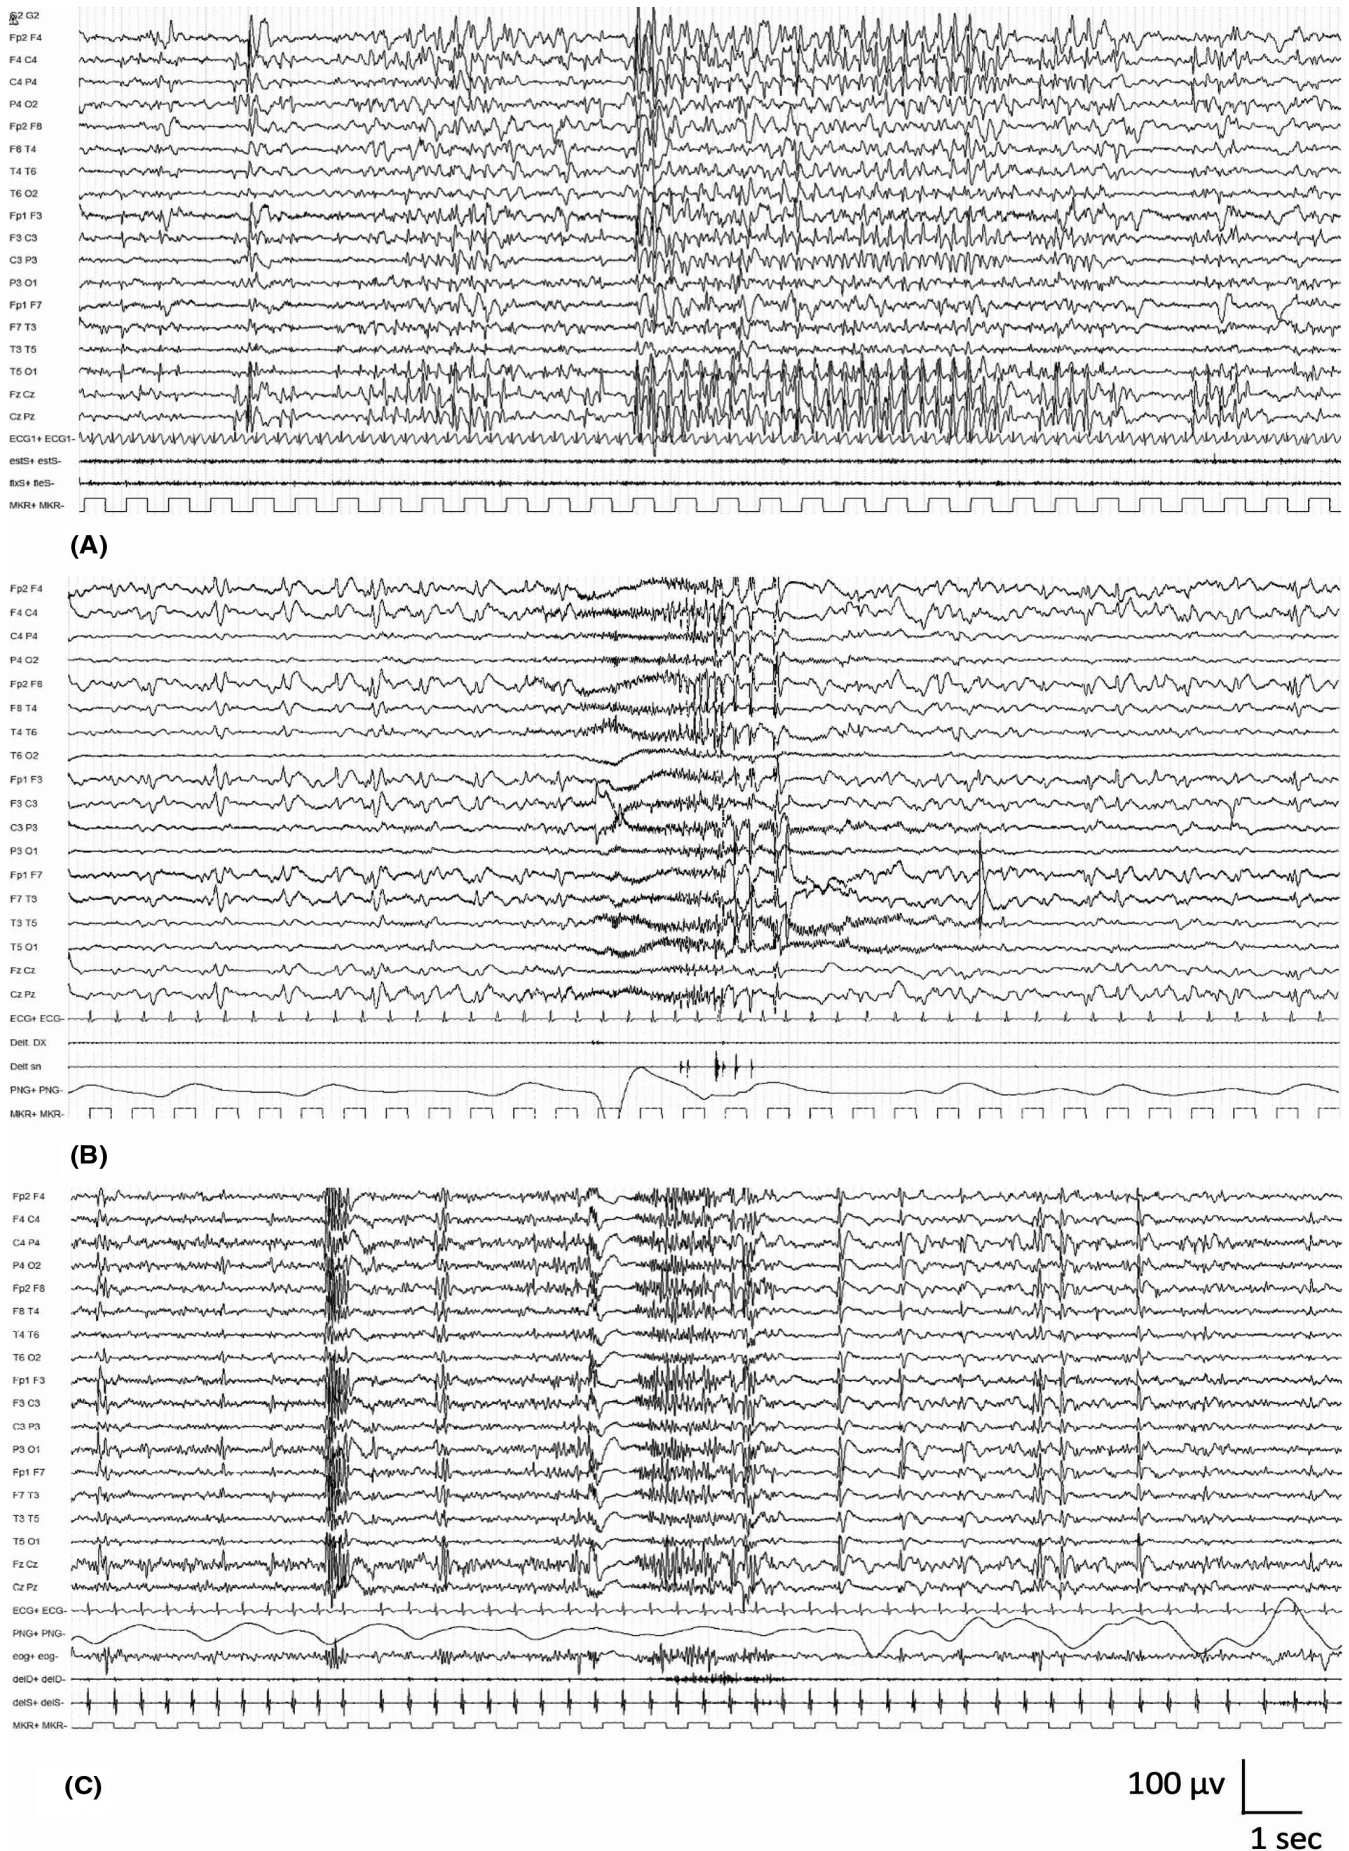 G2 G2
Fp2 F4
F4 C4
C4 P4
P4 O2
Fp2 F8
F8 T4
T4 T6
T6 O2
Fp1 F3
F3 C3
C3 P3
P3 O1
Fp1 F7
F7 T3
T3 T5
T5 O1
Fz Cz
Cz Pz
ECG1+ ECG1-
estS+ estS-
flxS+ fleS-
MKR+ MKR-
(A)
Fp2 F4
F4 C4
C4 P4
P4 O2
Fp2 F8
F8 T4
T4 T6
T6 O2
Fp1 F3
F3 C3
C3 P3
P3 O1
Fp1 F7
F7 T3
T3 T5
T5 O1
Fz Cz
Cz Pz
ECG+ ECG-
Delt. DX
Delt sn
PNG+ PNG-
MKR+ MKR-
(B)
Fp2 F4
F4 C4
C4 P4
P4 O2
Fp2 F8
F8 T4
T4 T6
T6 O2
Fp1 F3
F3 C3
C3 P3
P3 O1
Fp1 F7
F7 T3
T3 T5
T5 O1
Fz Cz
Cz Pz
ECG+ ECG-
PNG+ PNG-
eog+ eog-
delD+ delD-
delS+ delS-
MKR+ MKR-
(C)
100 µv
1 sec